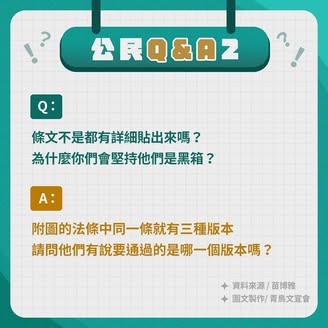 公民Q&A2
Q：
條文不是都有詳細貼出來嗎？
為什麼你們會堅持他們是黑箱？
A：
附圖的法條中同一條就有三種版本
請問他們有說要通過的是哪一個版本嗎？
資料來源/苗博雅
圖文製作/青鳥文宣會